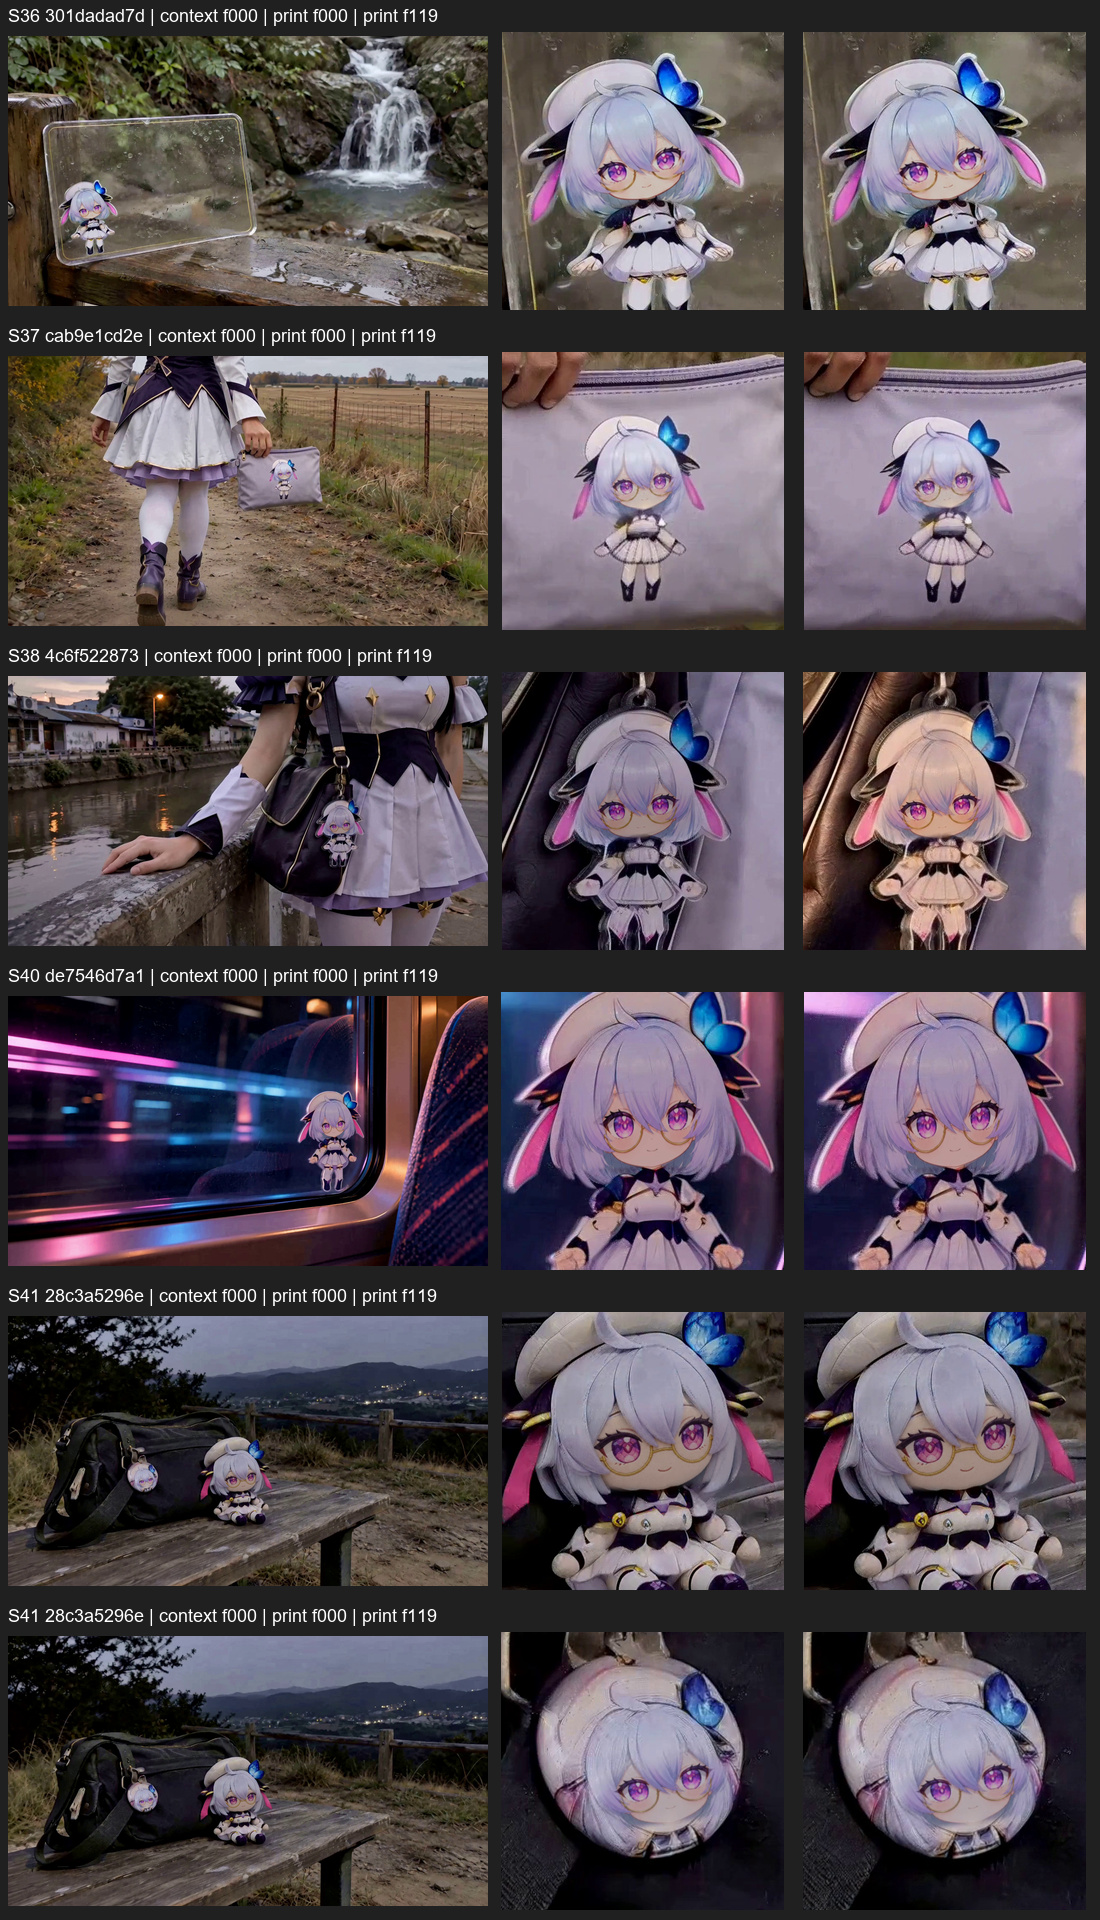 S36 301dadad7d | context f000 | print f000 | print f119
S37 cab9e1cd2e | context f000 | print f000 | print f119
S38 4c6f522873 | context f000 | print f000 | print f119
S40 de7546d7a1 | context f000 | print f000 | print f119
S41 28c3a5296e | context f000 | print f000 | print f119
S41 28c3a5296e | context f000 | print f000 | print f119